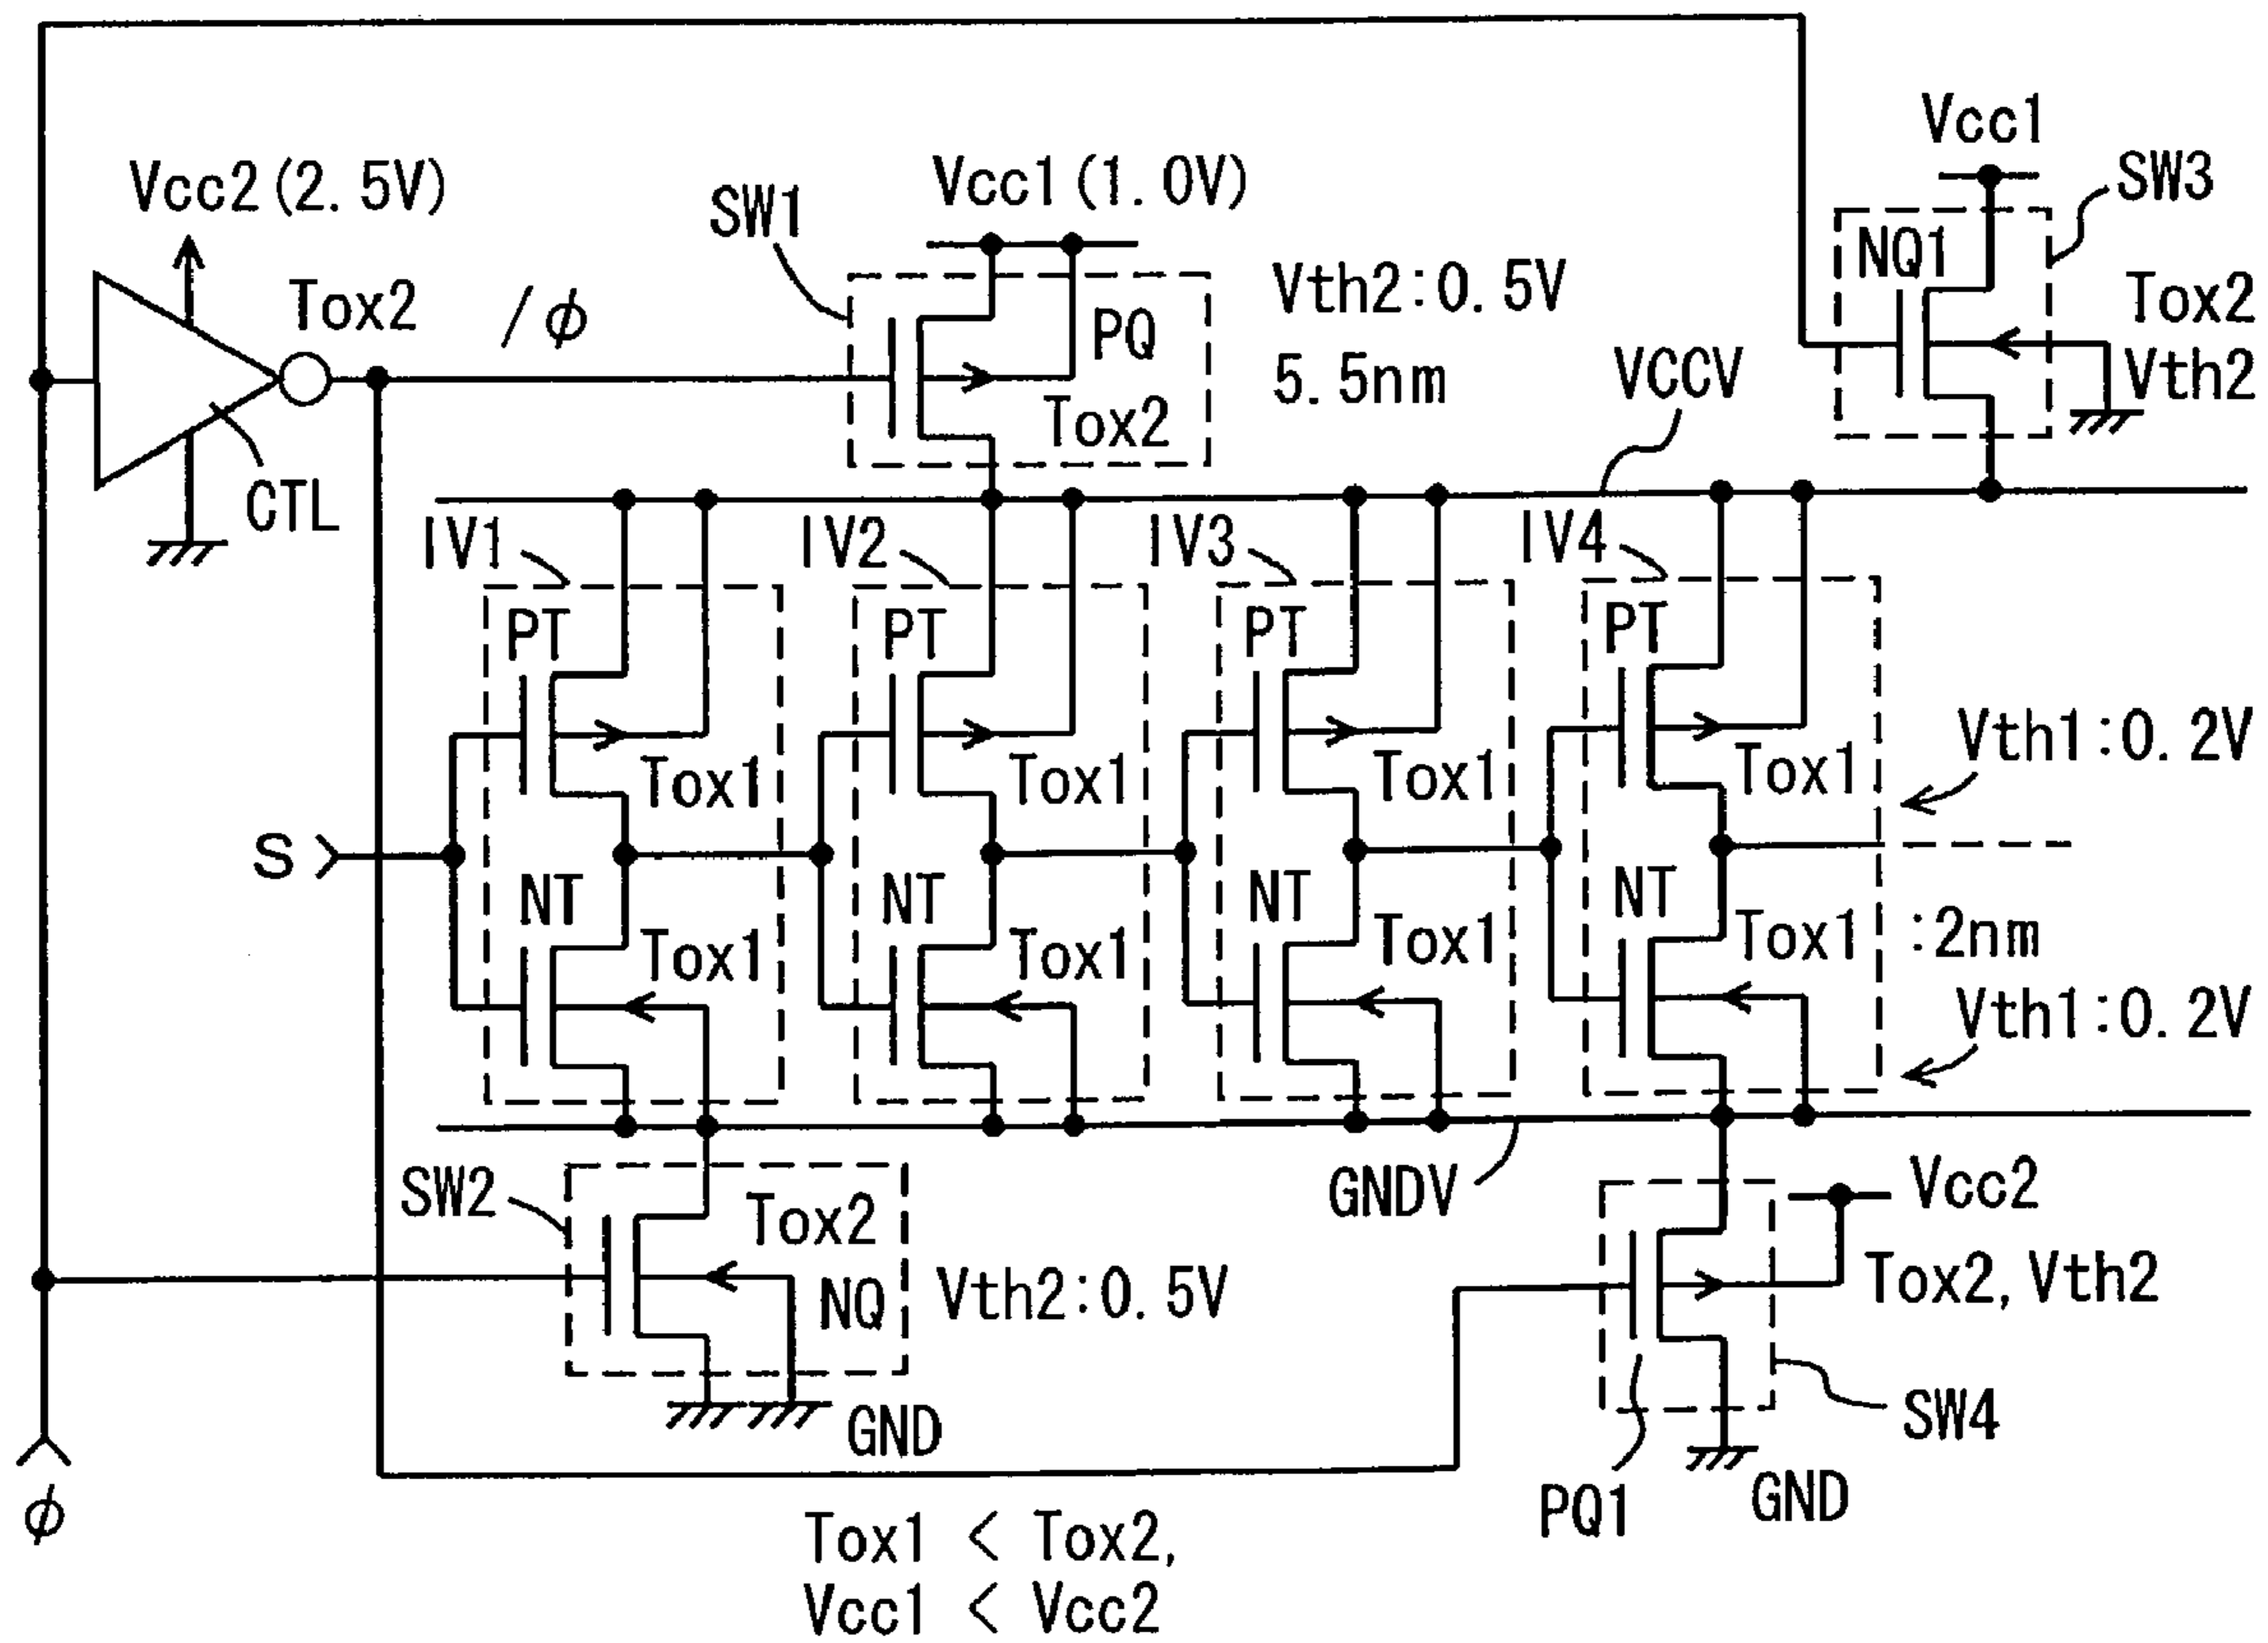 Vcc1
SW3
Vcc2(2.5V)
SW1
Vcc1(1.0V)
NQ1
Tox2
/φ
PQ
Vth2:0.5V
5.5nm
Tox2
Vth2
VCCV
Tox2
CTL
IV1
IV2
IV3
IV4
PT
PT
PT
PT
Vth1:0.2V
Tox1
Tox1
Tox1
Tox1
S
NT
NT
NT
NT
Tox1
Tox1
Tox1
Tox1 :2nm
Vth1:0.2V
SW2
Tox2
GNDV
Vcc2
NQ
Vth2:0.5V
Tox2, Vth2
GND
SW4
φ
PQ1
GND
Tox1 < Tox2,
Vcc1 < Vcc2